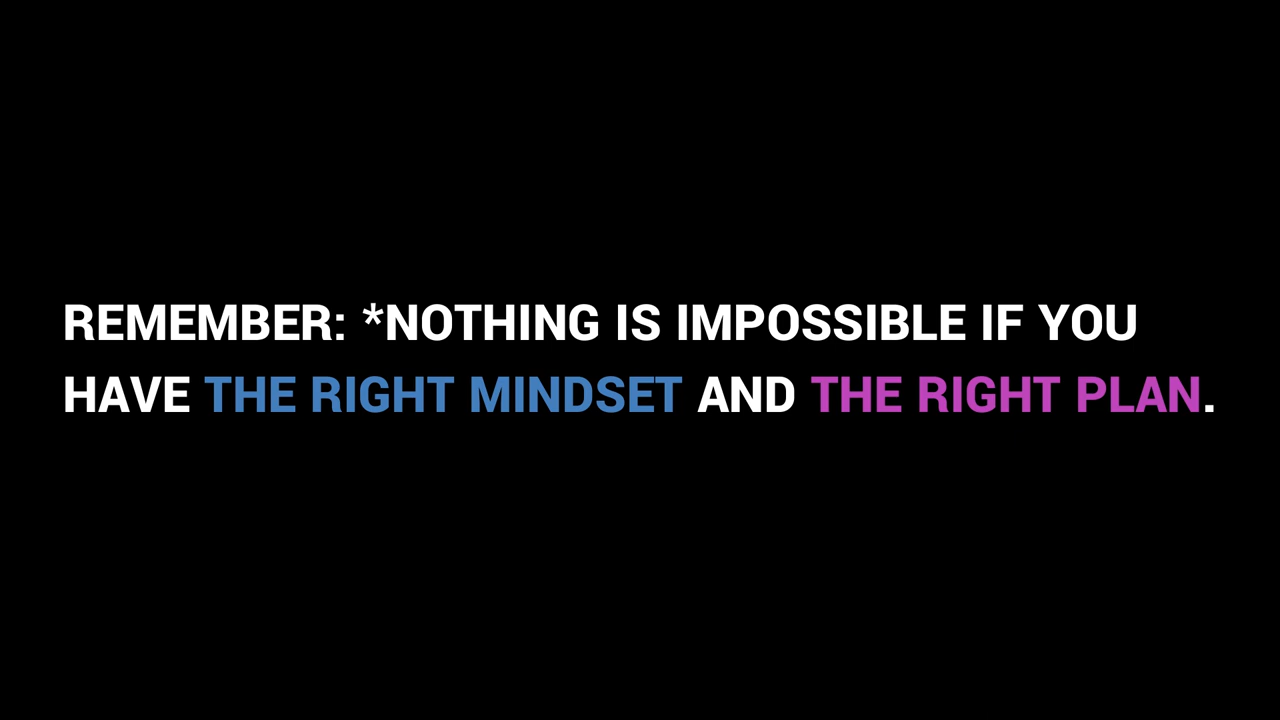 REMEMBER: *NOTHING IS IMPOSSIBLE IF YOU
HAVE THE RIGHT MINDSET AND THE RIGHT PLAN.